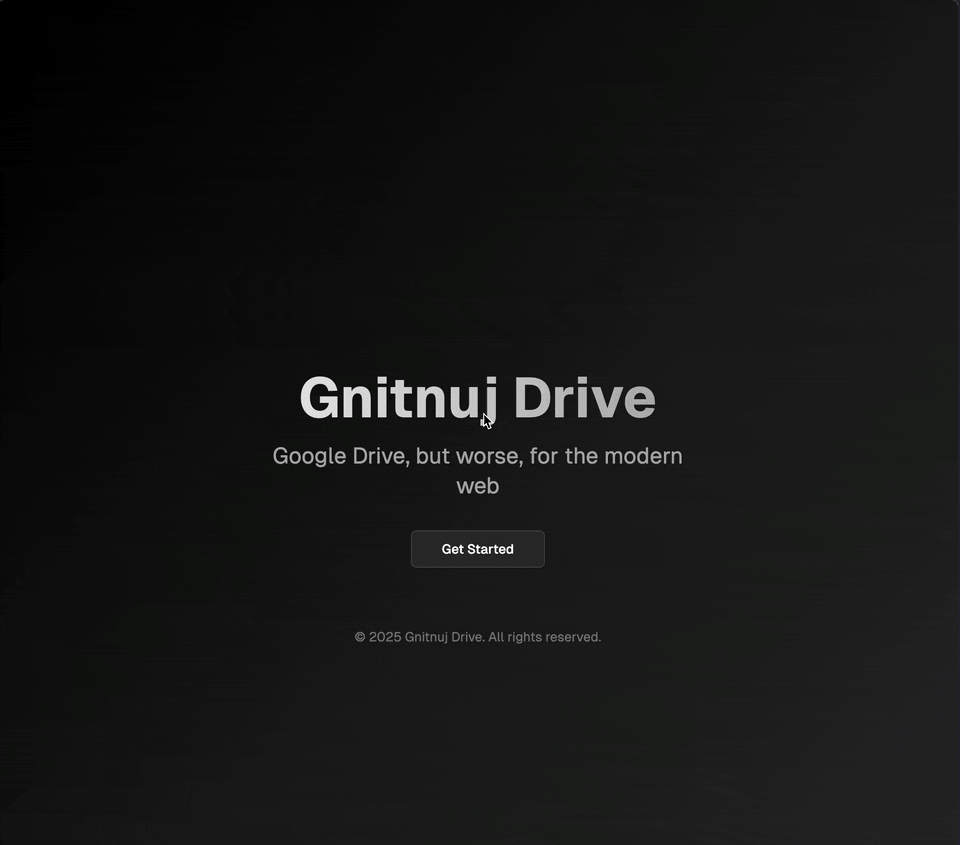 Gnitnuj Drive
Google Drive, but worse, for the modern
web
Get Started
© 2025 Gnitnuj Drive. All rights reserved.